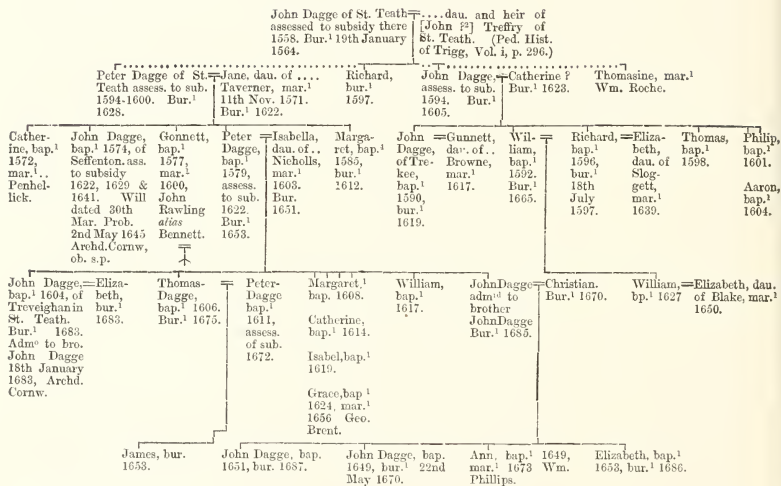 John Dagge of St. Teath
assessed to subsidy there
1558. Bur.¹ 19th January
1564.
....dau. and heir of
[John ?²] Treffry of
St. Teath. (Ped. Hist.
of Trigg, Vol. i, p. 296.)
Peter Dagge of St.
Teath assess. to sub.
1594-1600. Bur.¹
1628.
Jane, dau. of ....
Taverner, mar.¹
11th Nov. 1571.
Bur.¹ 1622.
Richard,
bur.¹
1597.
John Dagge,
assess. to sub.
1594. Bur.¹
1605.
Catherine ?
Bur.¹ 1623.
Thomasine, mar.¹
Wm. Roche.
Cather-
ine, bap.¹
1572,
mar.¹..
Penhel-
lick.
John Dagge,
bap.¹ 1574, of
Seffenton. ass.
to subsidy
1622, 1629 &
1641. Will
dated 30th
Mar. Prob.
2nd May 1645
Archd.Cornw,
ob. s.p.
Gonnett,
bap.¹
1577,
mar.¹
1600,
John
Rawling
alias
Bennett.
Peter
Dagge,
bap.¹
1579,
assess.
to sub.
1622.
Bur.¹
1653.
Isabella,
dau. of ..
Nicholls,
mar.¹
1603.
Bur.
1651.
Marga-
ret, bap.¹
1585,
bur.¹
1612.
John
Dagge,
of Tre-
kee,
bap.¹
1590,
bur.¹
1619.
Gunnett,
dau. of..
Browne,
mar.¹
1617.
Wil-
liam,
bap.¹
1592.
Bur.¹
1665.
Richard,
bap.¹
1596,
bur.¹
18th
July
1597.
Eliza-
beth,
dau. of
Slog-
gett,
mar.¹
1639.
Thomas,
bap.¹
1598.
Philip,
bap.¹
1601.
Aaron,
bap.¹
1604.
John Dagge,
bap.¹ 1604, of
Treveighan in
St. Teath.
Bur.¹ 1683.
Admᵒ to bro.
John Dagge
18th January
1683, Archd.
Cornw.
Eliza-
beth,
bur.¹
1683.
Thomas-
Dagge,
bap.¹ 1606.
Bur.¹ 1675.
Peter-
Dagge
bap.¹
1611,
assess.
of sub.
1672.
Margaret,¹
bap. 1608.
Catherine,
bap.¹ 1614.
Isabel, bap.¹
1619.
Grace, bap¹
1624, mar.¹
1656 Geo.
Brent.
William,
bap.¹
1617.
John Dagge
to
brother
John Dagge
Bur.¹ 1685.
Christian.
Bur.¹ 1670.
William,
bp.¹ 1627
Elizabeth, dau.
of Blake, mar.¹
1650.
James, bur.
1653.
John Dagge, bap.
1651, bur. 1687.
John Dagge, bap.
1649, bur.¹ 22nd
May 1670.
Ann, bap.¹ 1649,
mar.¹ 1673 Wm.
Phillips.
Elizabeth, bap.¹
1653, bur.¹ 1686.